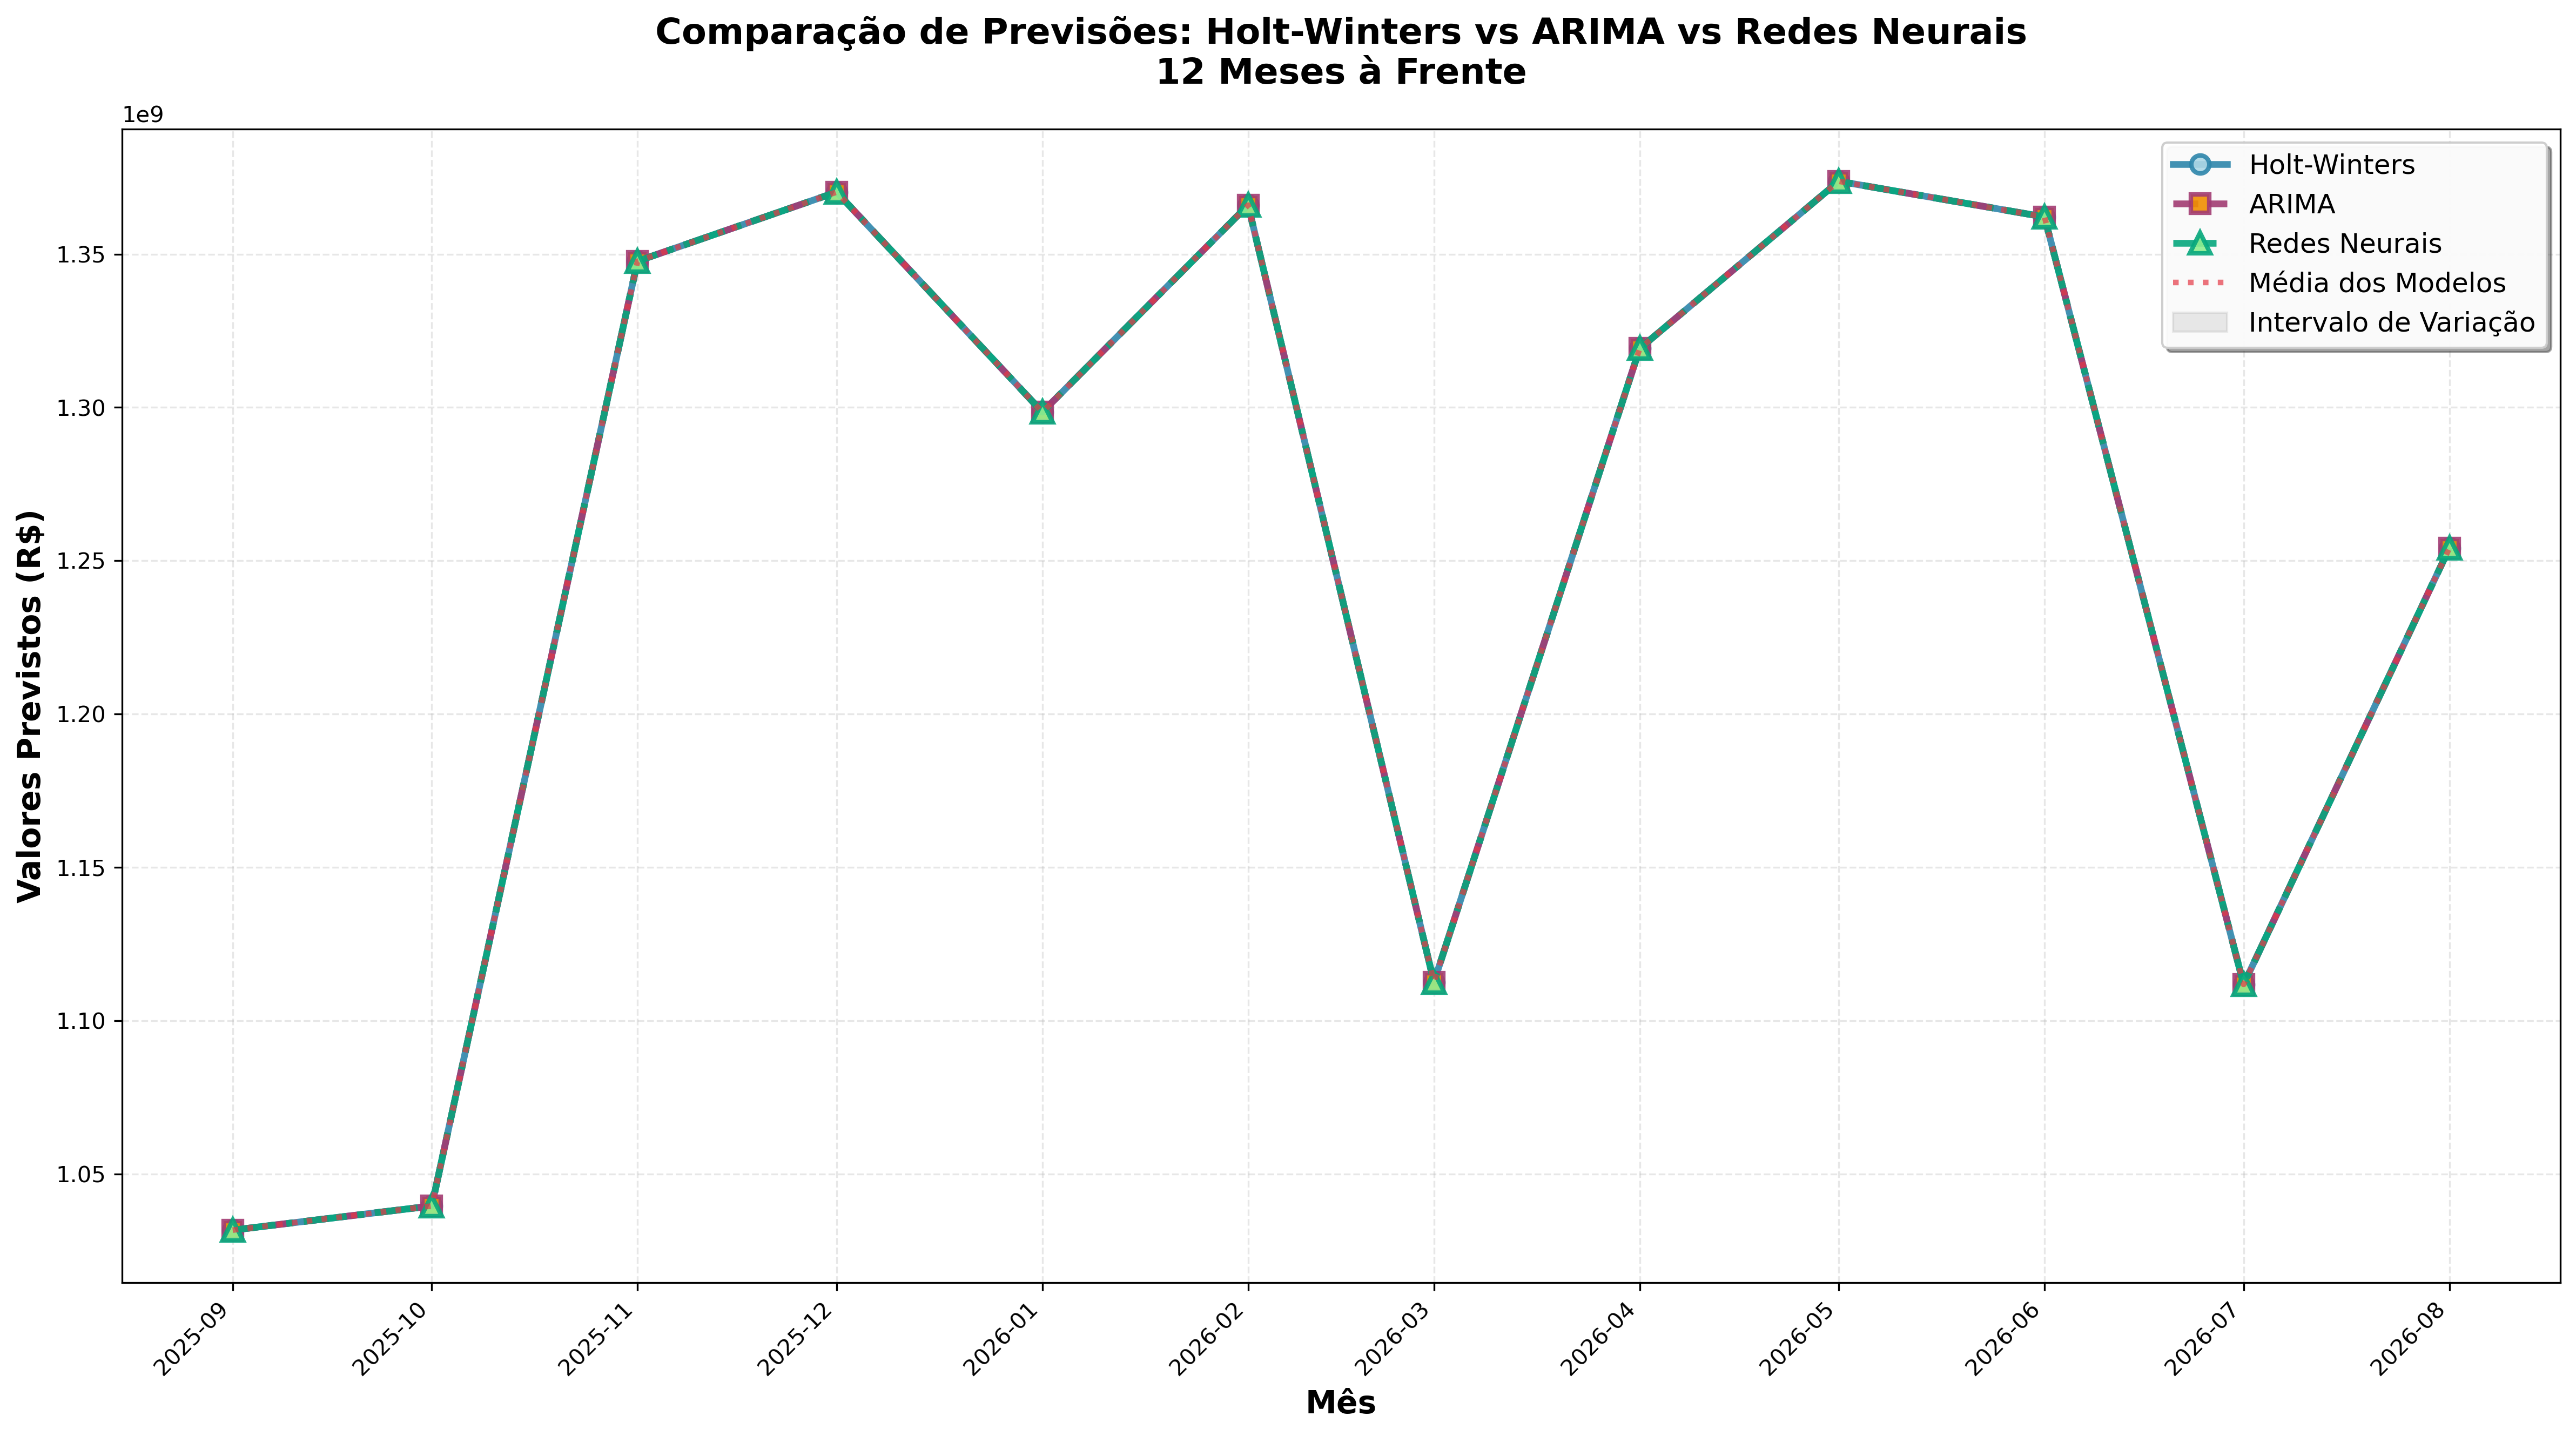 Comparação de Previsões: Holt-Winters vs ARIMA vs Redes Neurais
12 Meses à Frente
1e9
Holt-Winters
ARIMA
Redes Neurais
Média dos Modelos
Intervalo de Variação
Valores Previstos (R$)
1.35
1.30
1.25
1.20
1.15
1.10
1.05
2025-09
2025-10
2025-11
2025-12
2026-01
2026-02
2026-03
2026-04
2026-05
2026-06
2026-07
2026-08
Mês